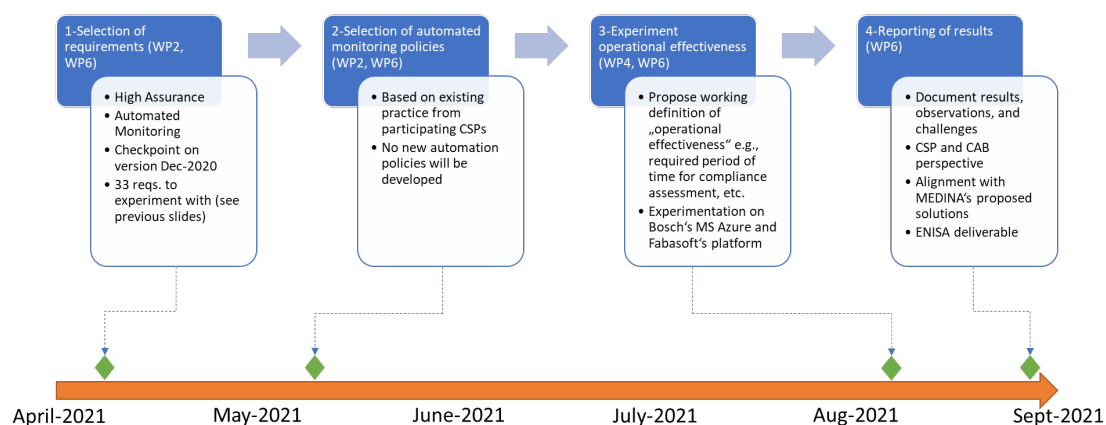 1-Selection of
requirements (WP2,
WP6)
• High Assurance
• Automated
Monitoring
• Checkpoint on
version Dec-2020
• 33 reqs. to
experiment with (see
previous slides)
2-Selection of automated
monitoring policies
(WP2, WP6)
• Based on existing
practice from
participating CSPs
• No new automation
policies will be
developed
3-Experiment
operational effectiveness
(WP4, WP6)
• Propose working
definition of
„operational
effectiveness“ e.g.,
required period of
time for compliance
assessment, etc.
• Experimentation on
Bosch‘s MS Azure and
Fabasoft‘s platform
4-Reporting of results
(WP6)
• Document results,
observations, and
challenges
• CSP and CAB
perspective
• Alignment with
MEDINA‘s proposed
solutions
• ENISA deliverable
April-2021
May-2021
June-2021
July-2021
Aug-2021
Sept-2021